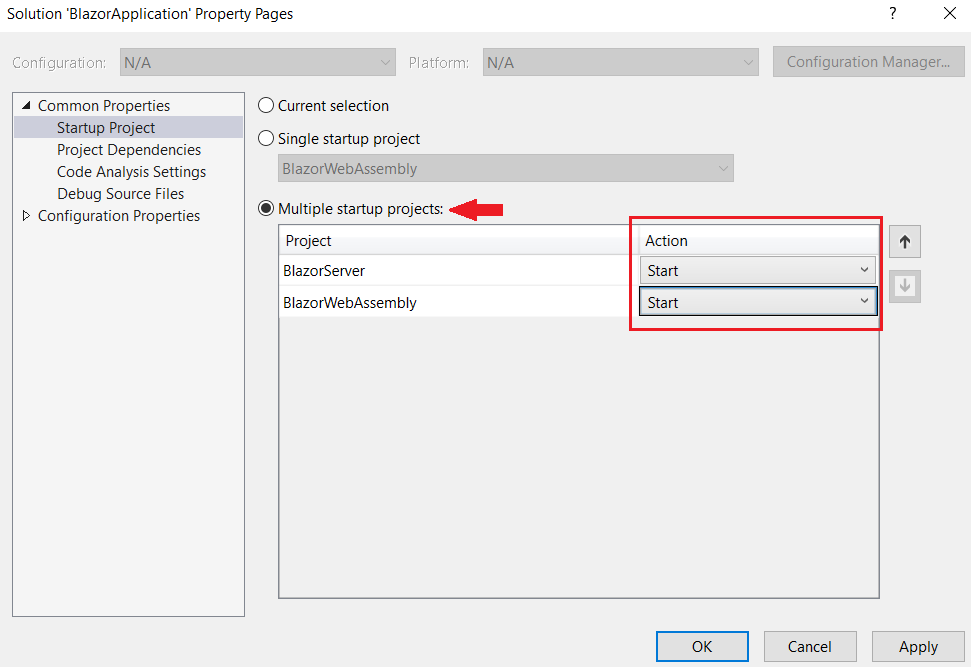 Solution 'BlazorApplication' Property Pages ?
Configuration: N/A Platform: N/A Configuration Manager...
Common Properties
Startup Project
Project Dependencies
Code Analysis Settings
Debug Source Files
Configuration Properties
Current selection
Single startup project
BlazorWebAssembly
Multiple startup projects:
Project Action
BlazorServer Start
BlazorWebAssembly Start
OK Cancel Apply